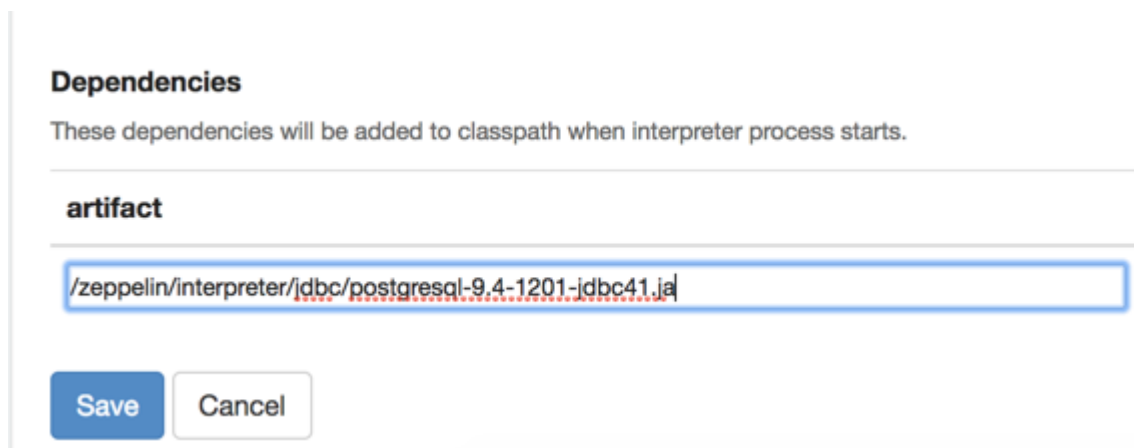 Dependencies
These dependencies will be added to classpath when interpreter process starts.
artifact
/zeppelin/interpreter/jdbc/postgresql-9.4-1201-jdbc41.ja
Save
Cancel